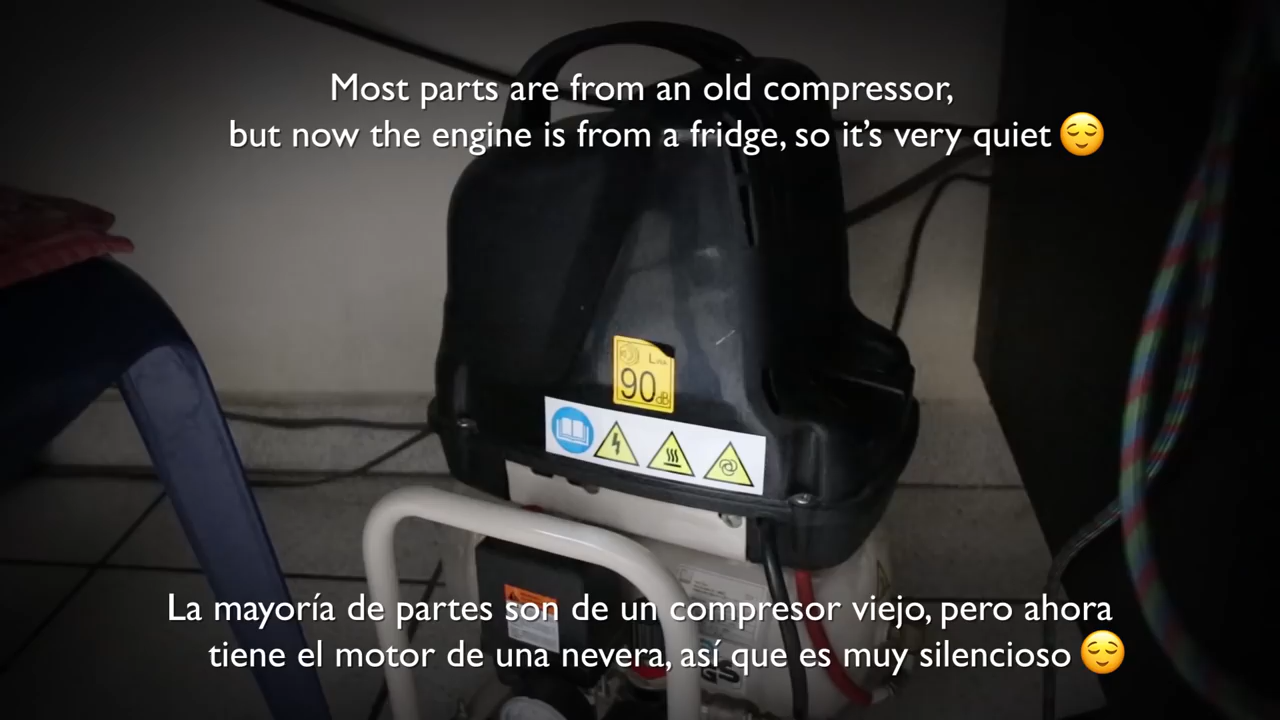 Most parts are from an old compressor,
but now the engine is from a fridge, so it’s very quiet 😌
90 dB
La mayoría de partes son de un compresor viejo, pero ahora
tiene el motor de una nevera, así que es muy silencioso 😌